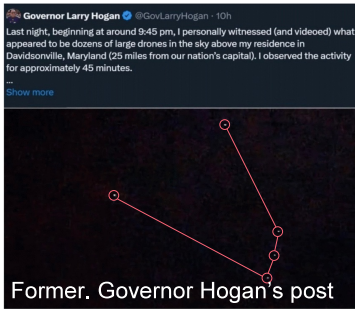 Governor Larry Hogan @GovLarryHogan · 10h
Last night, beginning at around 9:45 pm, I personally witnessed (and videoed) what
appeared to be dozens of large drones in the sky above my residence in
Davidsonville, Maryland (25 miles from our nation's capital). I observed the activity
for approximately 45 minutes.
...
Show more
Former. Governor Hogan's post